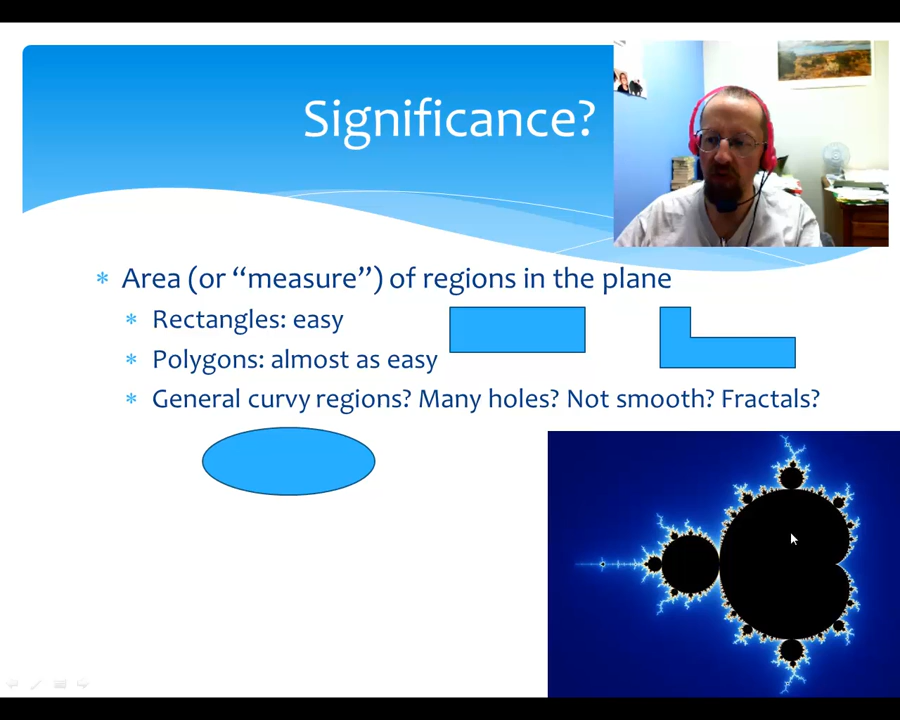 Significance?
Area (or “measure”) of regions in the plane
Rectangles: easy
Polygons: almost as easy
General curvy regions? Many holes? Not smooth? Fractals?